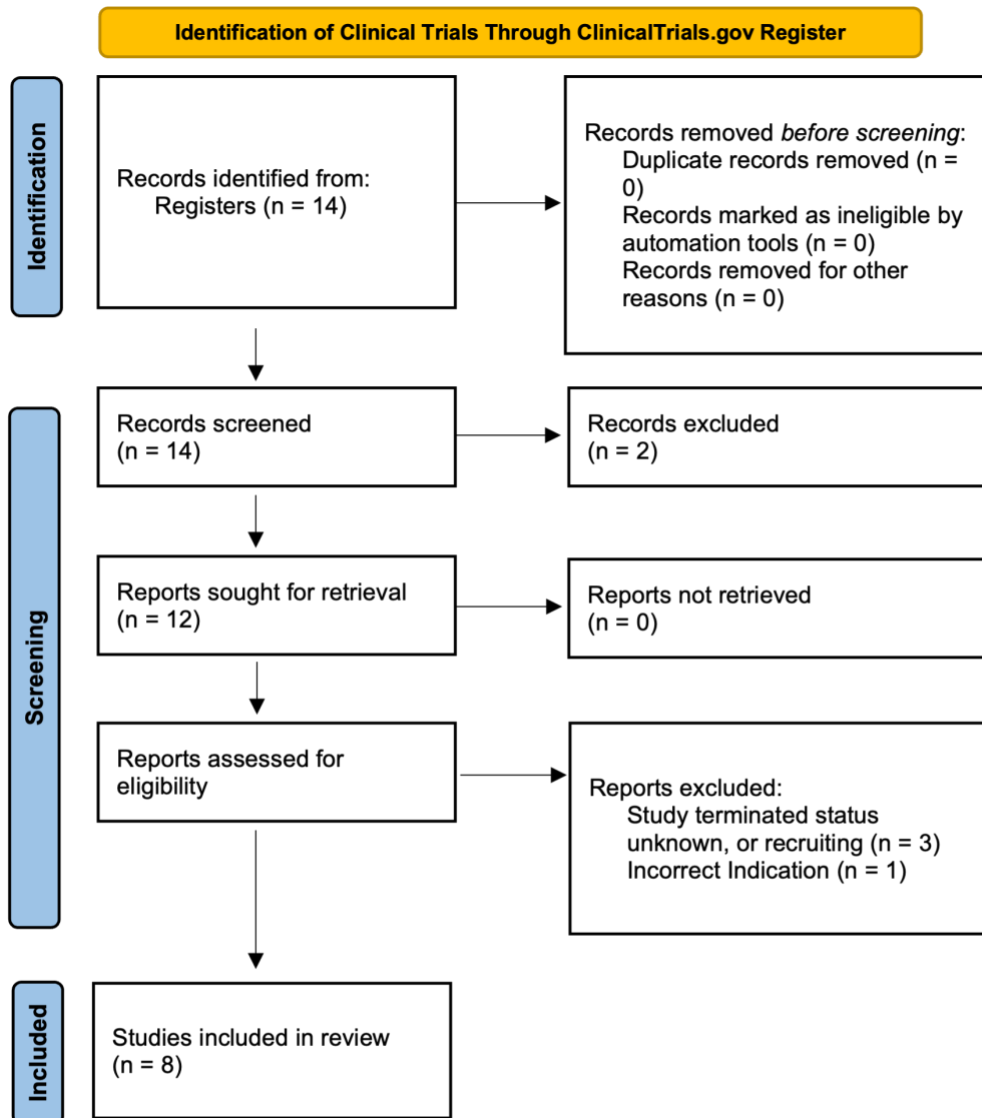 Identification of Clinical Trials Through ClinicalTrials.gov Register
Identification
Records identified from:
Registers (n = 14)
Records removed before screening:
Duplicate records removed (n =
0)
Records marked as ineligible by
automation tools (n = 0)
Records removed for other
reasons (n = 0)
Screening
Records screened
(n = 14)
Records excluded
(n = 2)
Reports sought for retrieval
(n = 12)
Reports not retrieved
(n = 0)
Reports assessed for
eligibility
Reports excluded:
Study terminated status
unknown, or recruiting (n = 3)
Incorrect Indication (n = 1)
Included
Studies included in review
(n = 8)